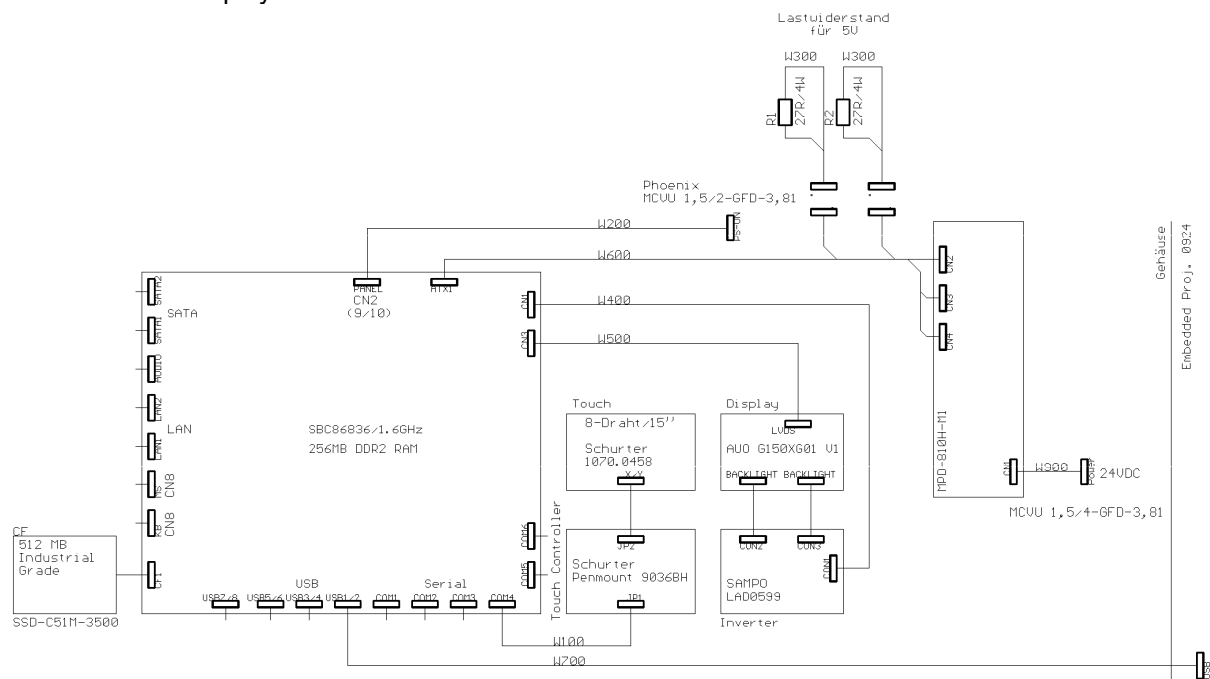 Lastwiderstand
für 5V
W300 W300
R1
27R/4W
R2
27R/4W
Phoenix
MCVU 1,5/2-GFD-3,81
W200
PS-ON
W600
CN2
CN3
CN4
MPD-810H-M1
CN1
W900
Power
24VDC
MCVU 1,5/4-GFD-3,81
Gehäuse
Embedded Proj. 0924
PANEL
CN2
(9/10)
ATX1
CN1
W400
CN3
W500
SATA2
SATA
SATA1
AUDIO
LAN2
LAN
LAN1
MS
CN8
KB
CN8
CF1
SBC86836/1.6GHz
256MB DDR2 RAM
CF
512 MB
Industrial
Grade
SSD-C51M-3500
COM6
COM5
USB
Serial
USB7/8 USB5/6 USB3/4 USB1/2 COM1 COM2 COM3 COM4
Touch
8-Draht/15''
Schurter
1070.0458
X/Y
Touch Controller
JP2
Schurter
Penmount 9036BH
JP1
Display
LVDS
AUO G150XG01 V1
BACKLIGHT BACKLIGHT
CON2 CON3
CON1
SAMPO
LAD0599
Inverter
W100
W700
USB